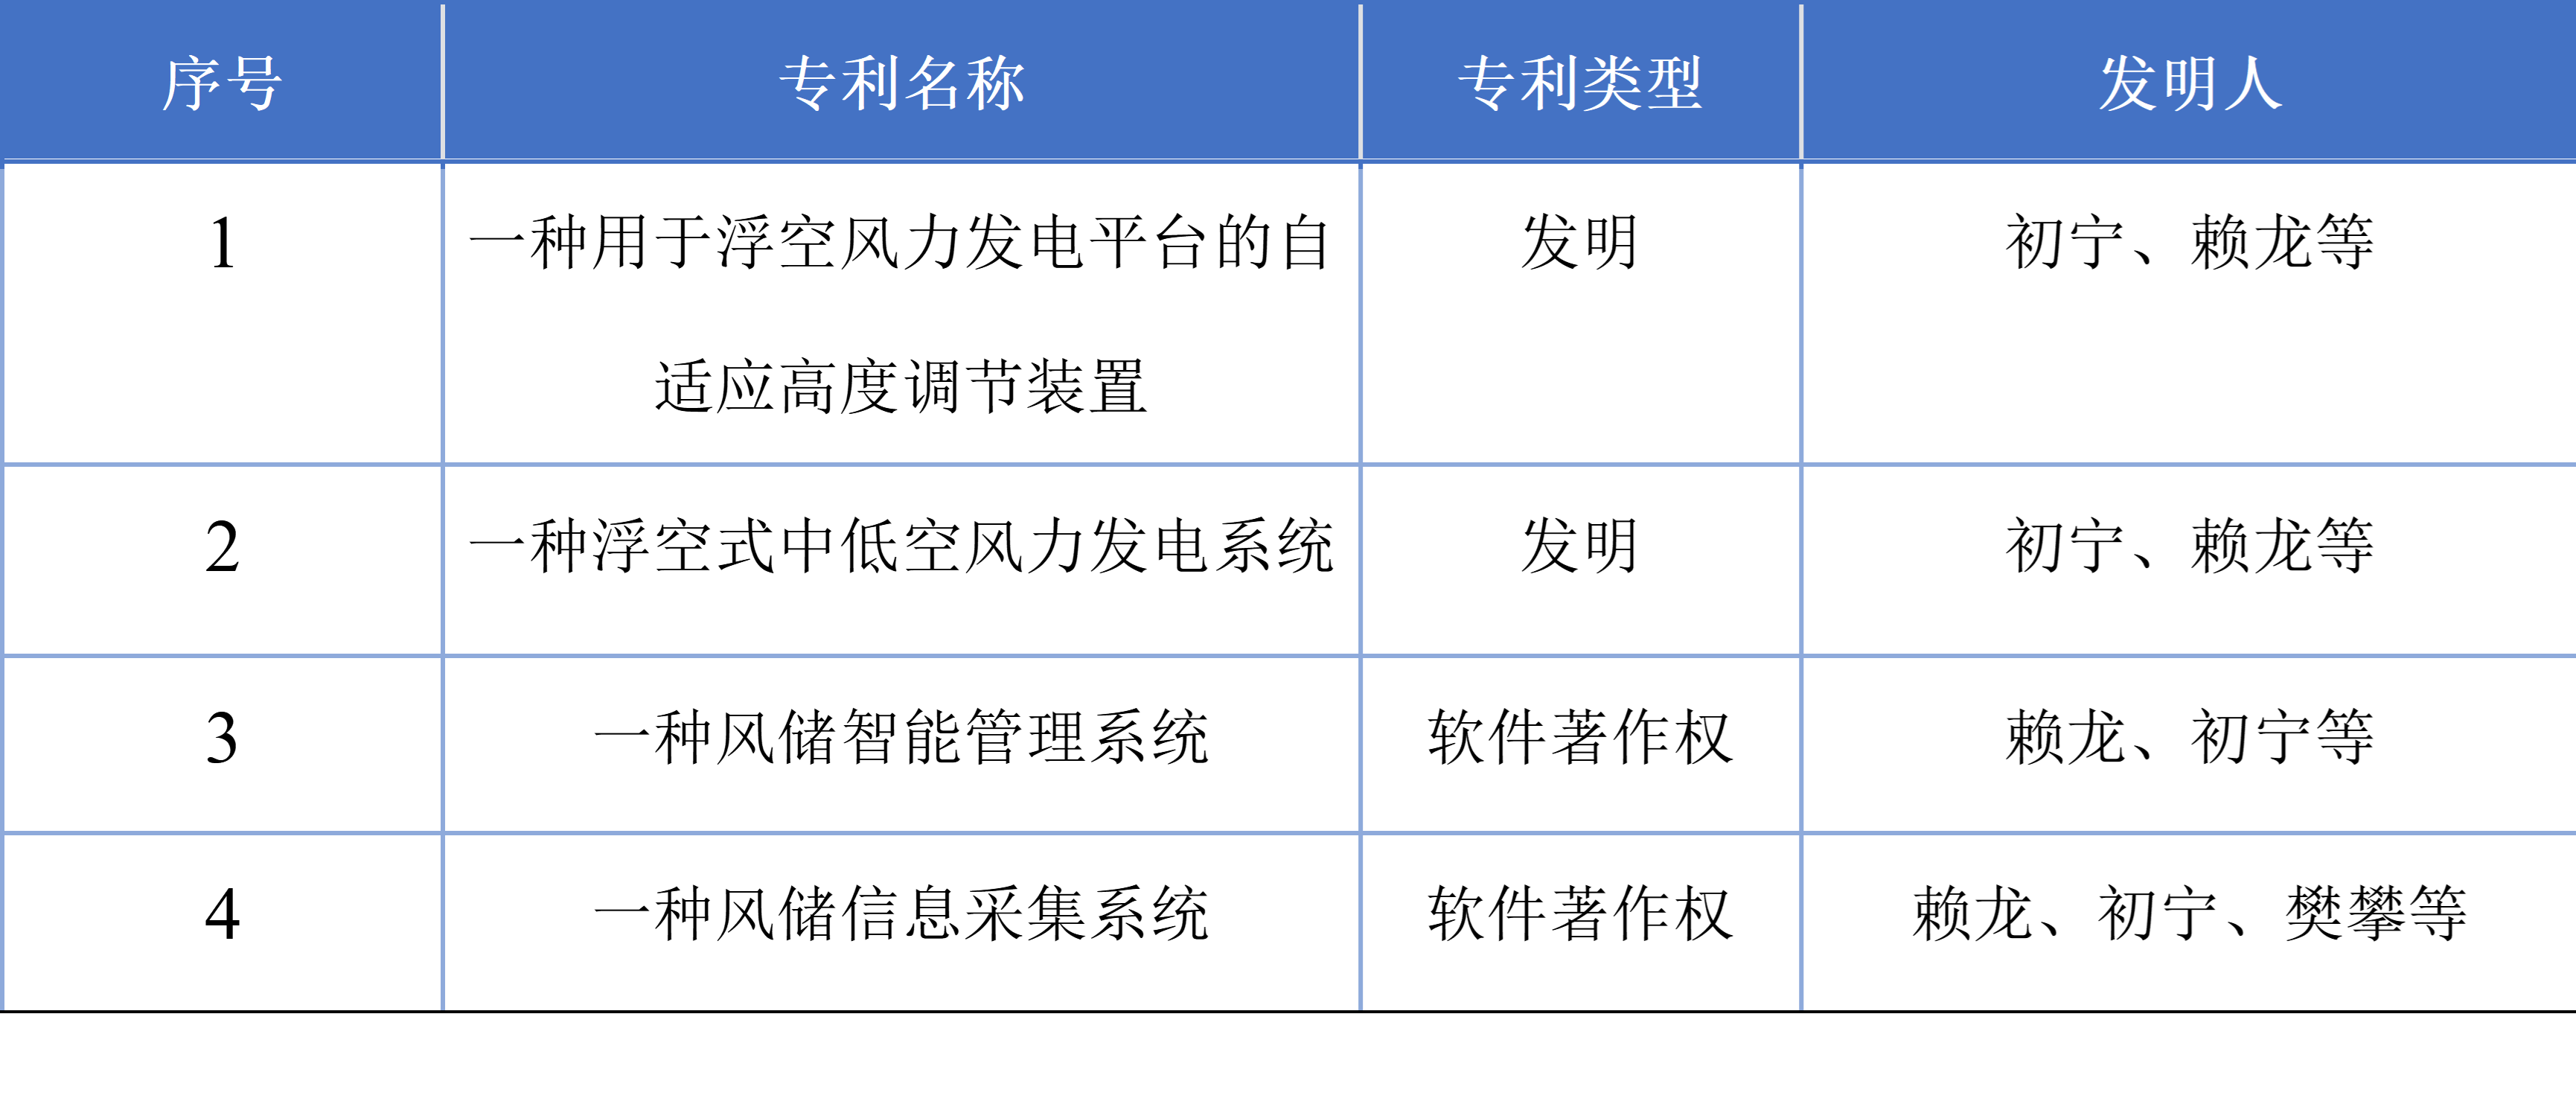 序号 专利名称 专利类型 发明人
1 一种用于浮空风力发电平台的自 发明 初宁、赖龙等
适应高度调节装置
2 一种浮空式中低空风力发电系统 发明 初宁、赖龙等
3 一种风储智能管理系统 软件著作权 赖龙、初宁等
4 一种风储信息采集系统 软件著作权 赖龙、初宁、樊攀等